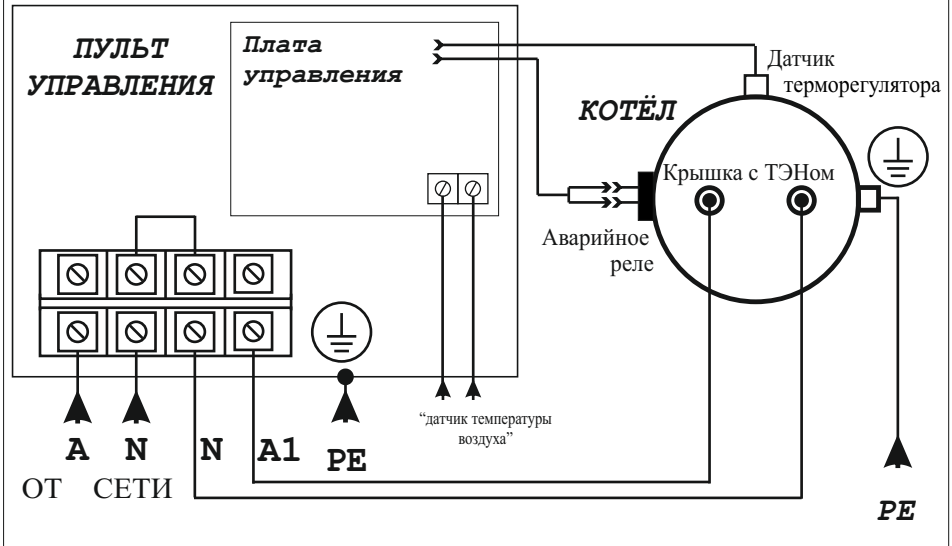 ПУЛЬТ
УПРАВЛЕНИЯ
Плата
управления
Датчик
терморегулятора
КОТЁЛ
Крышка с ТЭНом
Аварийное
реле
“датчик температуры
воздуха”
A N N A1 PE
ОТ СЕТИ
PE